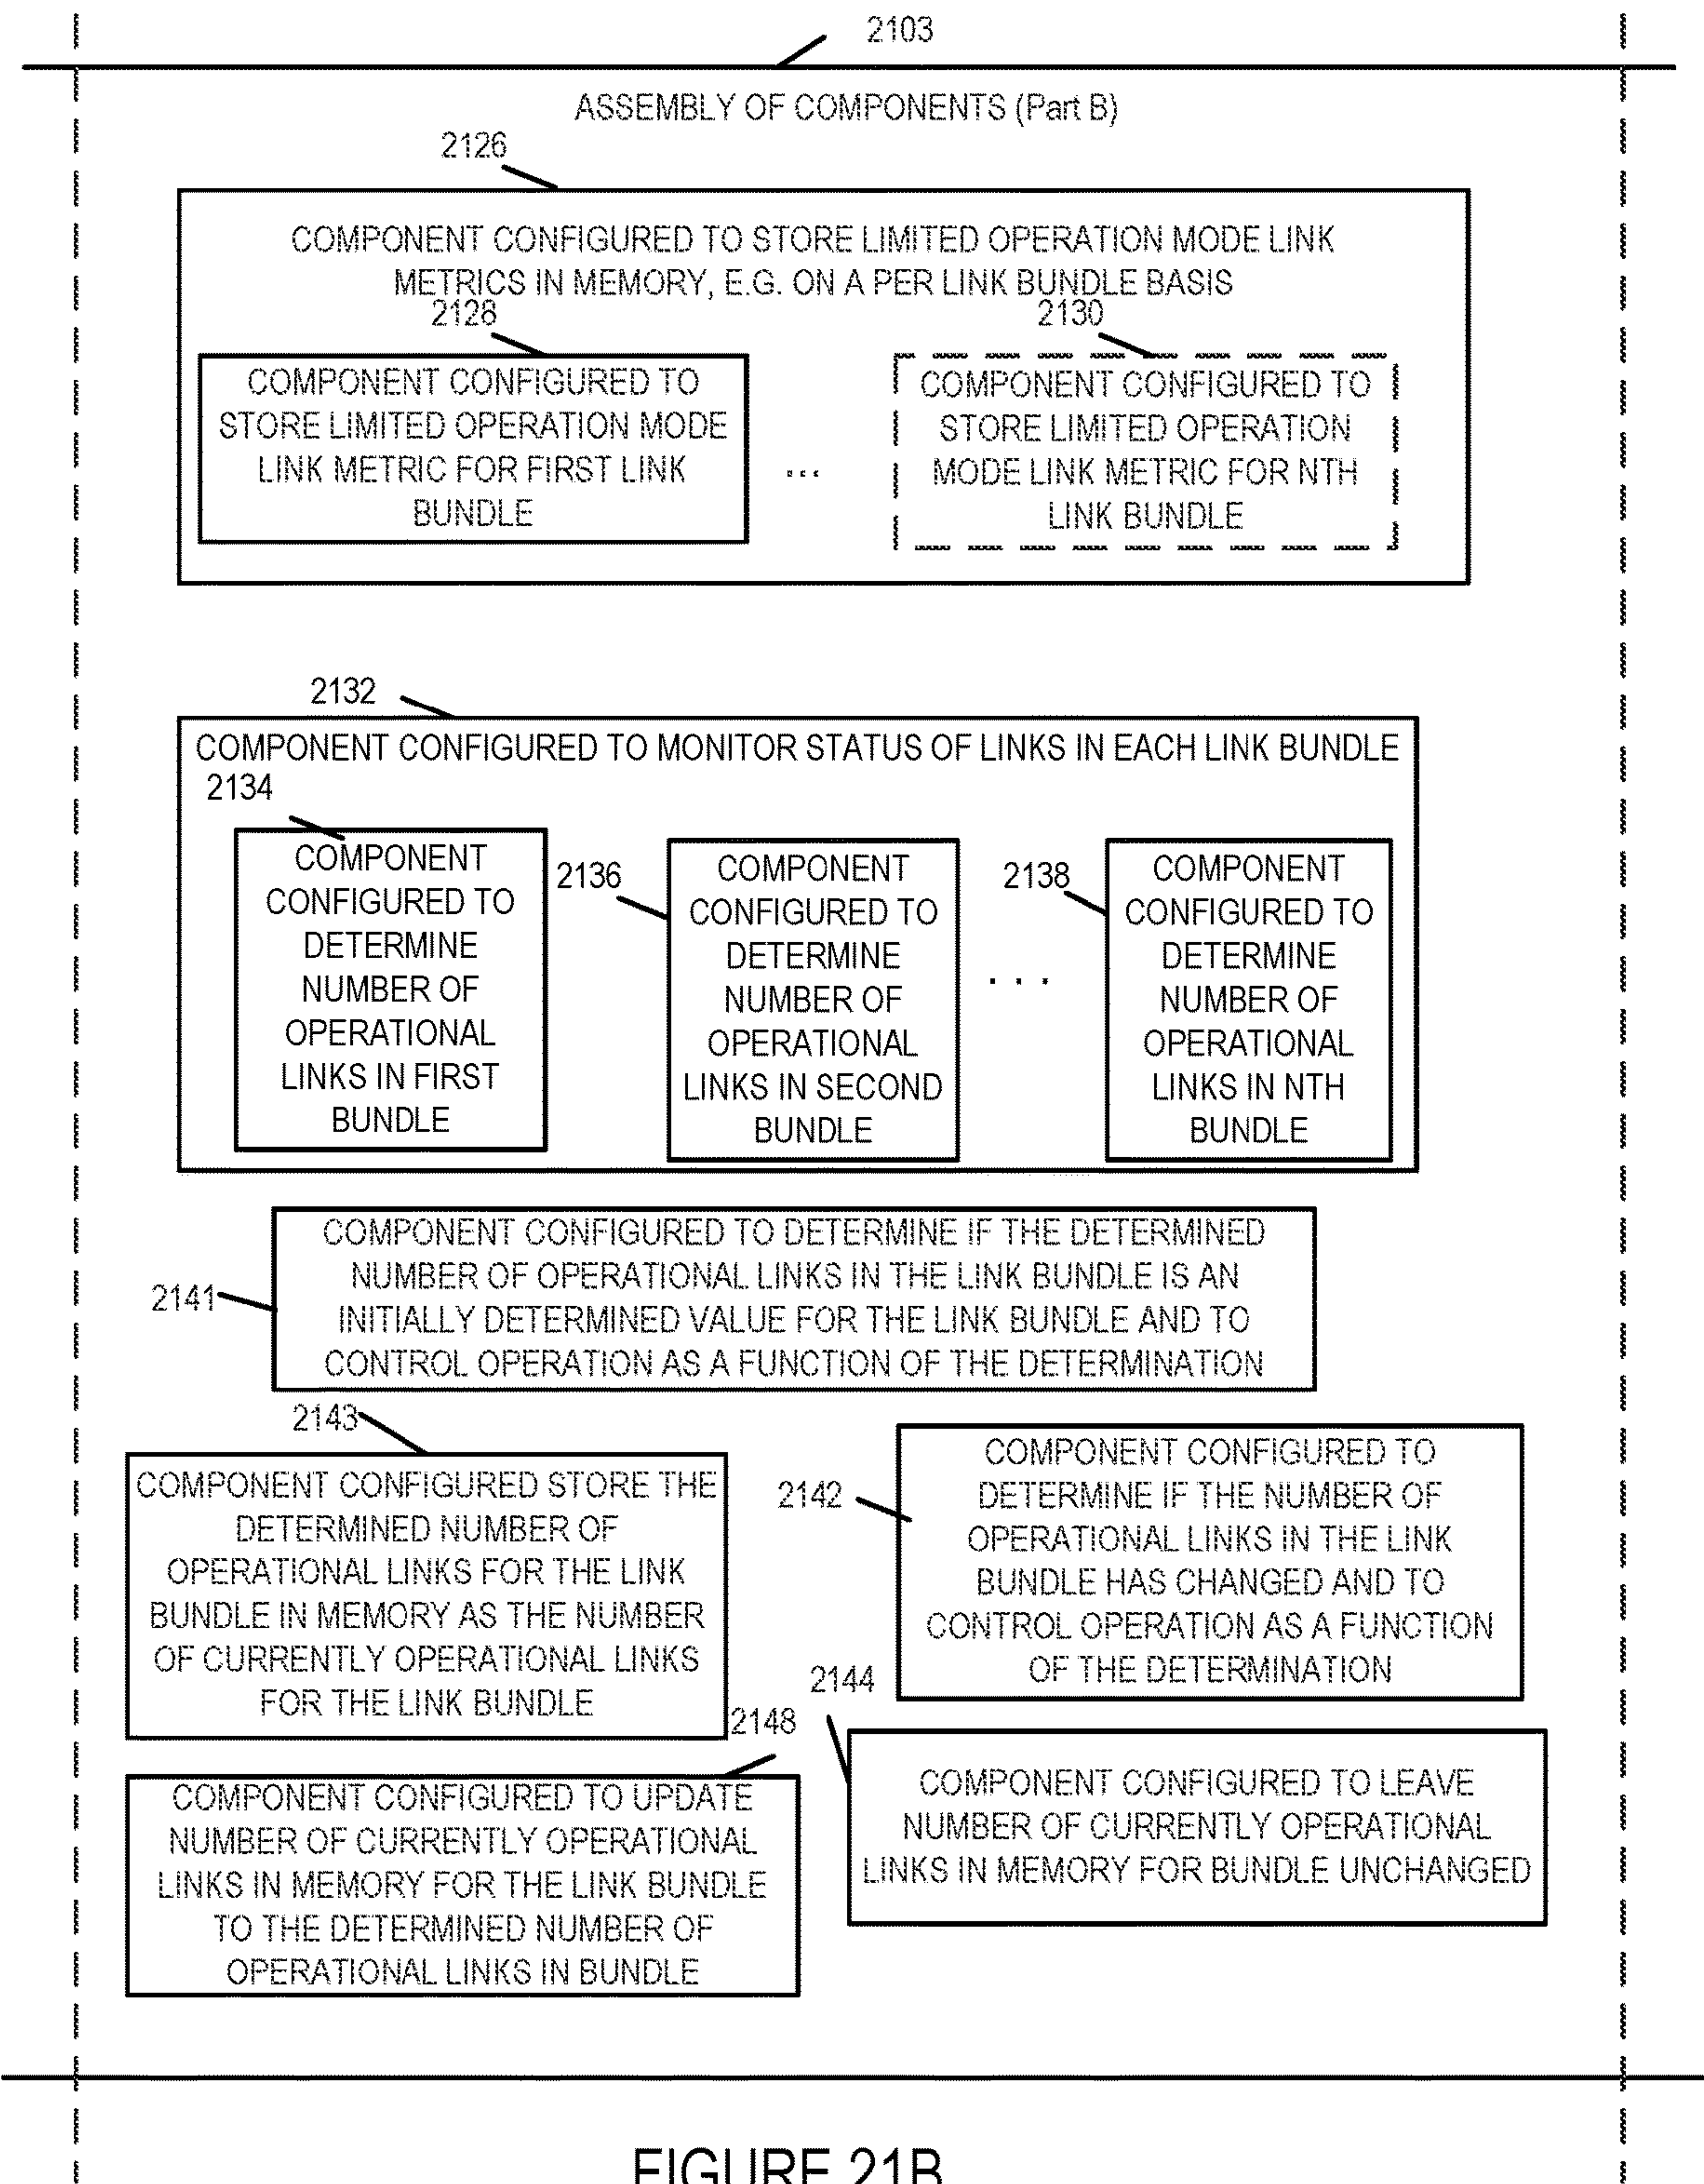 2103
ASSEMBLY OF COMPONENTS (Part B)
2126
COMPONENT CONFIGURED TO STORE LIMITED OPERATION MODE LINK
METRICS IN MEMORY, E.G. ON A PER LINK BUNDLE BASIS
2128
COMPONENT CONFIGURED TO
STORE LIMITED OPERATION MODE
LINK METRIC FOR FIRST LINK
BUNDLE
...
2130
COMPONENT CONFIGURED TO
STORE LIMITED OPERATION
MODE LINK METRIC FOR NTH
LINK BUNDLE
2132
COMPONENT CONFIGURED TO MONITOR STATUS OF LINKS IN EACH LINK BUNDLE
2134
COMPONENT
CONFIGURED TO
DETERMINE
NUMBER OF
OPERATIONAL
LINKS IN FIRST
BUNDLE
2136
COMPONENT
CONFIGURED TO
DETERMINE
NUMBER OF
OPERATIONAL
LINKS IN SECOND
BUNDLE
. . .
2138
COMPONENT
CONFIGURED TO
DETERMINE
NUMBER OF
OPERATIONAL
LINKS IN NTH
BUNDLE
2141
COMPONENT CONFIGURED TO DETERMINE IF THE DETERMINED
NUMBER OF OPERATIONAL LINKS IN THE LINK BUNDLE IS AN
INITIALLY DETERMINED VALUE FOR THE LINK BUNDLE AND TO
CONTROL OPERATION AS A FUNCTION OF THE DETERMINATION
2143
COMPONENT CONFIGURED STORE THE
DETERMINED NUMBER OF
OPERATIONAL LINKS FOR THE LINK
BUNDLE IN MEMORY AS THE NUMBER
OF CURRENTLY OPERATIONAL LINKS
FOR THE LINK BUNDLE
2142
COMPONENT CONFIGURED TO
DETERMINE IF THE NUMBER OF
OPERATIONAL LINKS IN THE LINK
BUNDLE HAS CHANGED AND TO
CONTROL OPERATION AS A FUNCTION
OF THE DETERMINATION
2148
COMPONENT CONFIGURED TO UPDATE
NUMBER OF CURRENTLY OPERATIONAL
LINKS IN MEMORY FOR THE LINK BUNDLE
TO THE DETERMINED NUMBER OF
OPERATIONAL LINKS IN BUNDLE
2144
COMPONENT CONFIGURED TO LEAVE
NUMBER OF CURRENTLY OPERATIONAL
LINKS IN MEMORY FOR BUNDLE UNCHANGED
FIGURE 21B